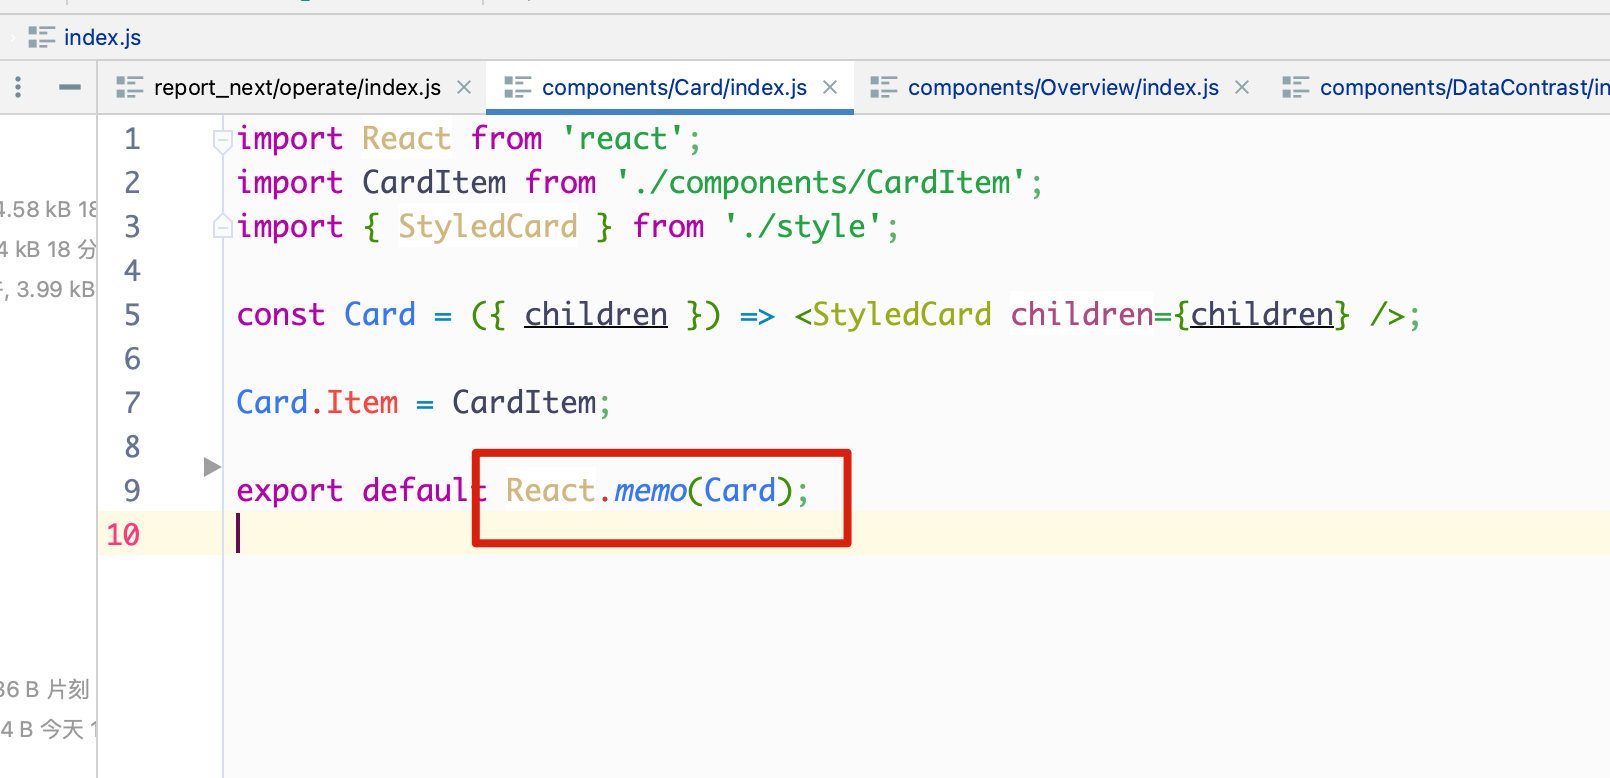 index.js
report_next/operate/index.js components/Card/index.js components/Overview/index.js components/DataContrast/in
1 import React from 'react';
2 import CardItem from './components/CardItem';
3 import { StyledCard } from './style';
4
5 const Card = ({ children }) => <StyledCard children={children} />;
6
7 Card.Item = CardItem;
8
9 export default React.memo(Card);
10
4.58 kB 18
4 kB 18 分
, 3.99 kB
36 B 片刻
4 B 今天 1